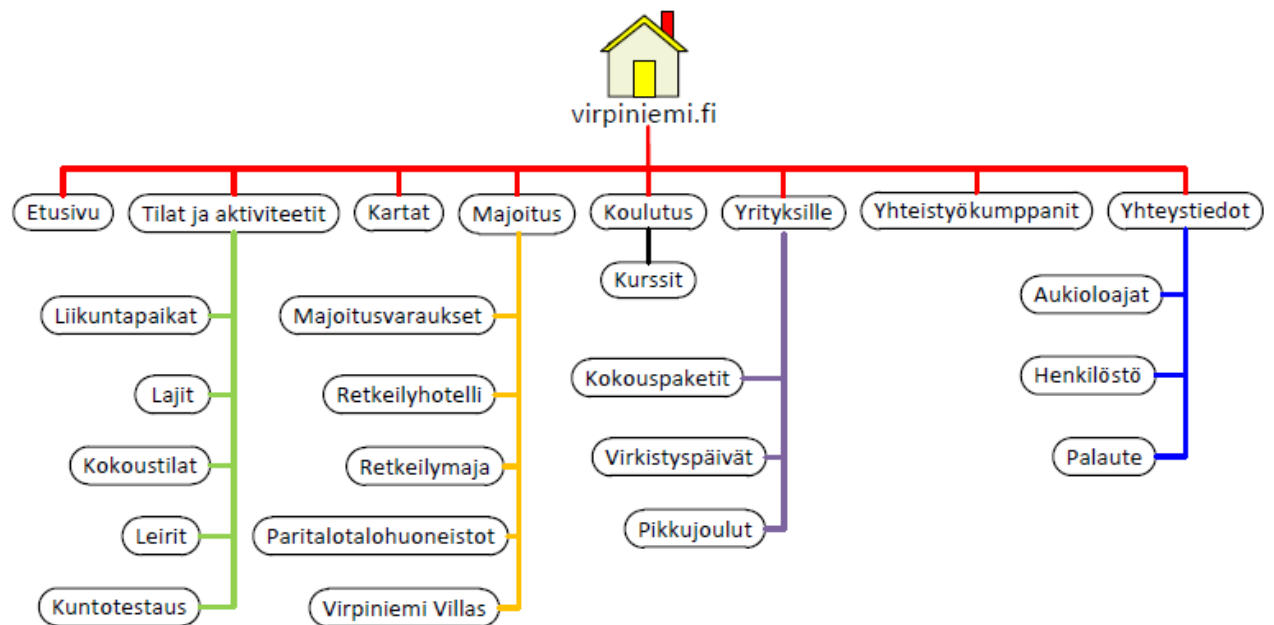 virpiniemi.fi
Etusivu
Tilat ja aktiviteetit
Kartat
Majoitus
Koulutus
Yrityksille
Yhteistyökumppanit
Yhteystiedot
Liikuntapaikat
Lajit
Kokoustilat
Leirit
Kuntotestaus
Majoitusvaraukset
Retkeilyhotelli
Retkeilymaja
Paritalotalohuoneistot
Virpiniemi Villas
Kurssit
Kokouspaketit
Virkistyspäivät
Pikkujoulut
Aukioloajat
Henkilöstö
Palaute